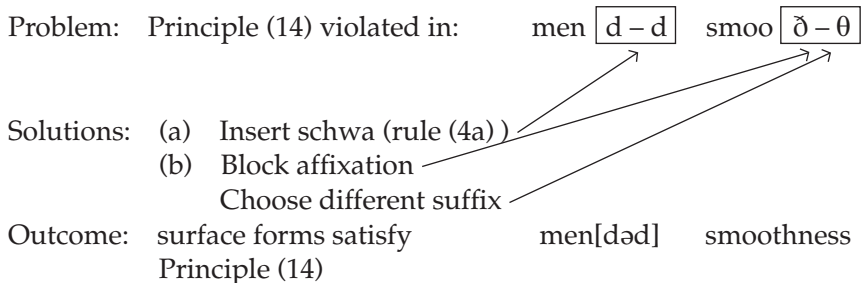 Problem: Principle (14) violated in: men d – d smoo ð – θ
Solutions: (a) Insert schwa (rule (4a) )
(b) Block affixation
Choose different suffix
Outcome: surface forms satisfy men[dəd] smoothness
Principle (14)